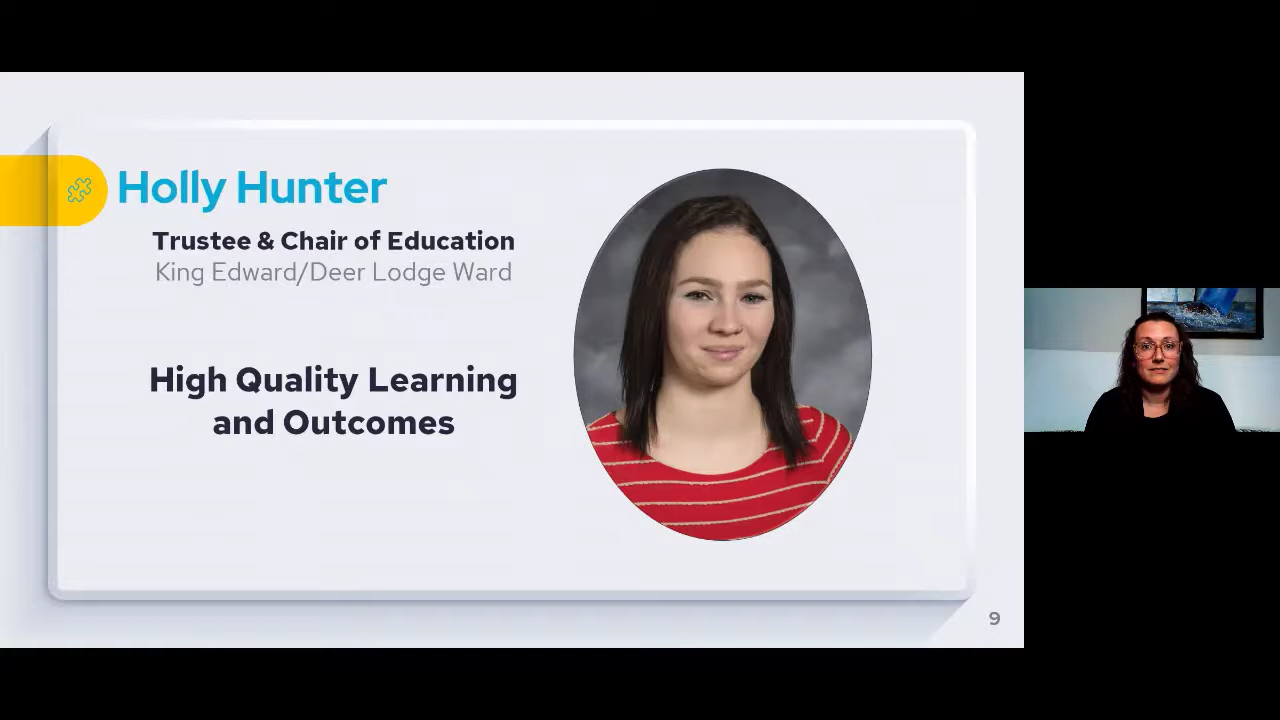 Holly Hunter
Trustee & Chair of Education
King Edward/Deer Lodge Ward
High Quality Learning
and Outcomes
9